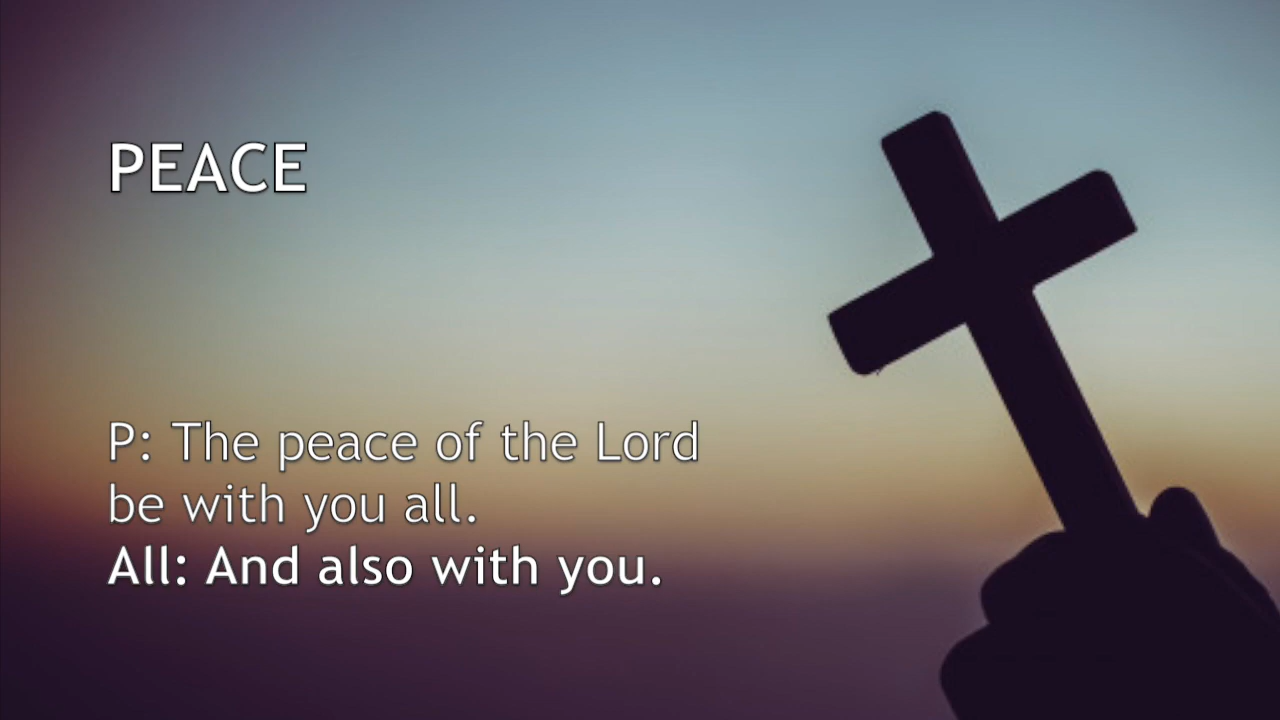 PEACE
P: The peace of the Lord
be with you all.
All: And also with you.